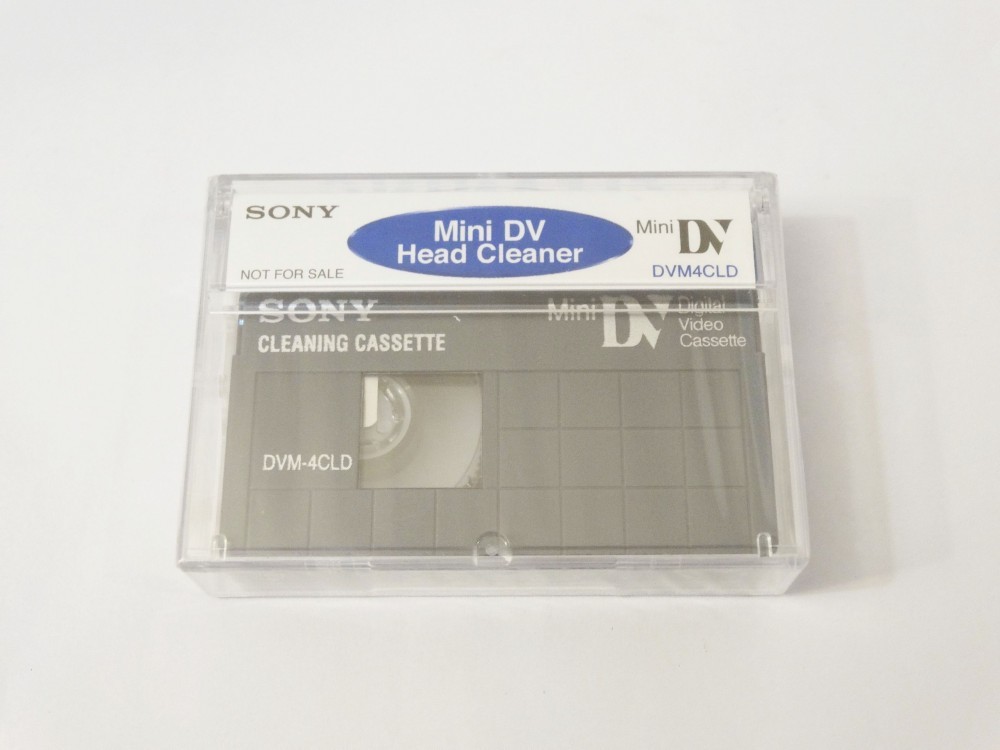 SONY
Mini DV
Head Cleaner
Mini DV
NOT FOR SALE
DVM4CLD
SONY
CLEANING CASSETTE
Mini DV Digital
Video
Cassette
DVM-4CLD